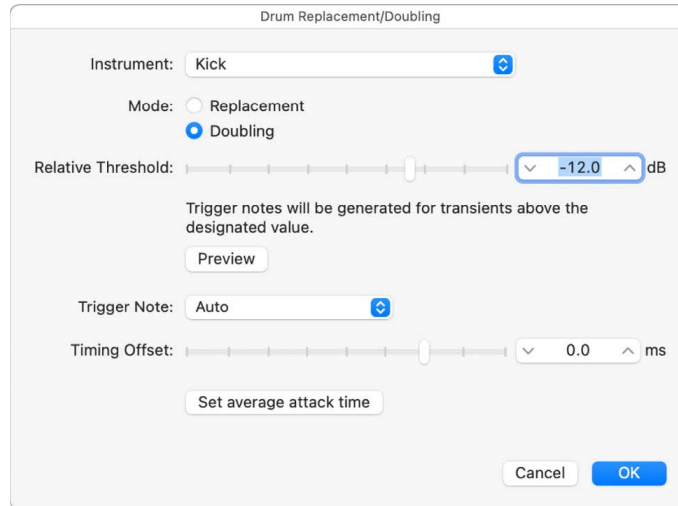 Drum Replacement/Doubling
Instrument: Kick
Mode: Replacement
Doubling
Relative Threshold: -12.0 dB
Trigger notes will be generated for transients above the
designated value.
Preview
Trigger Note: Auto
Timing Offset: 0.0 ms
Set average attack time
Cancel OK